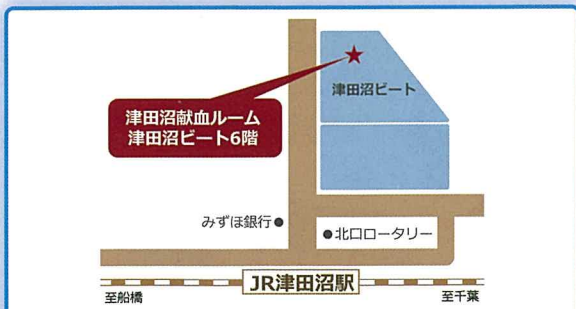 津田沼ビート
津田沼献血ルーム
津田沼ビート6階
みずほ銀行
北口ロータリー
JR津田沼駅
至船橋
至千葉